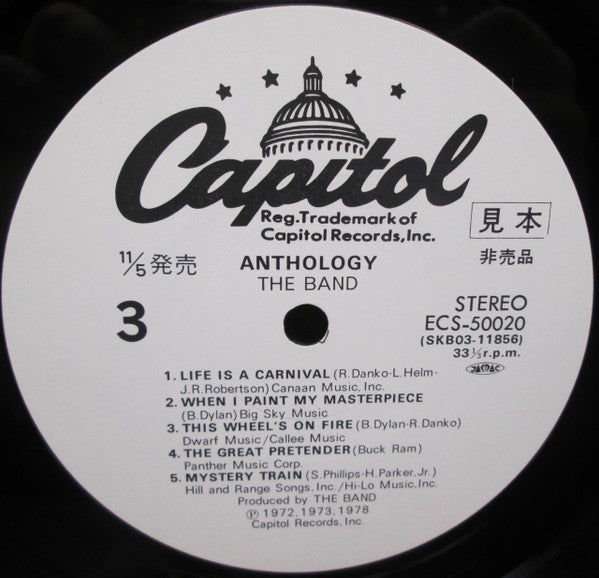 Capitol
Reg.Trademark of
Capitol Records,Inc.
見本
11/5 発売
ANTHOLOGY
非売品
THE BAND
3
STEREO
ECS-50020
(SKB03-11856)
33 1/3 r.p.m.
JASRAC
1. LIFE IS A CARNIVAL (R.Danko-L.Helm-
J.R.Robertson) Canaan Music, Inc.
2. WHEN I PAINT MY MASTERPIECE
(B.Dylan) Big Sky Music
3. THIS WHEEL'S ON FIRE (B.Dylan-R.Danko)
Dwarf Music/Callee Music
4. THE GREAT PRETENDER (Buck Ram)
Panther Music Corp.
5. MYSTERY TRAIN (S.Phillips-H.Parker,Jr.)
Hill and Range Songs, Inc./Hi-Lo Music, Inc.
Produced by THE BAND
℗ 1972, 1973, 1978
Capitol Records, Inc.